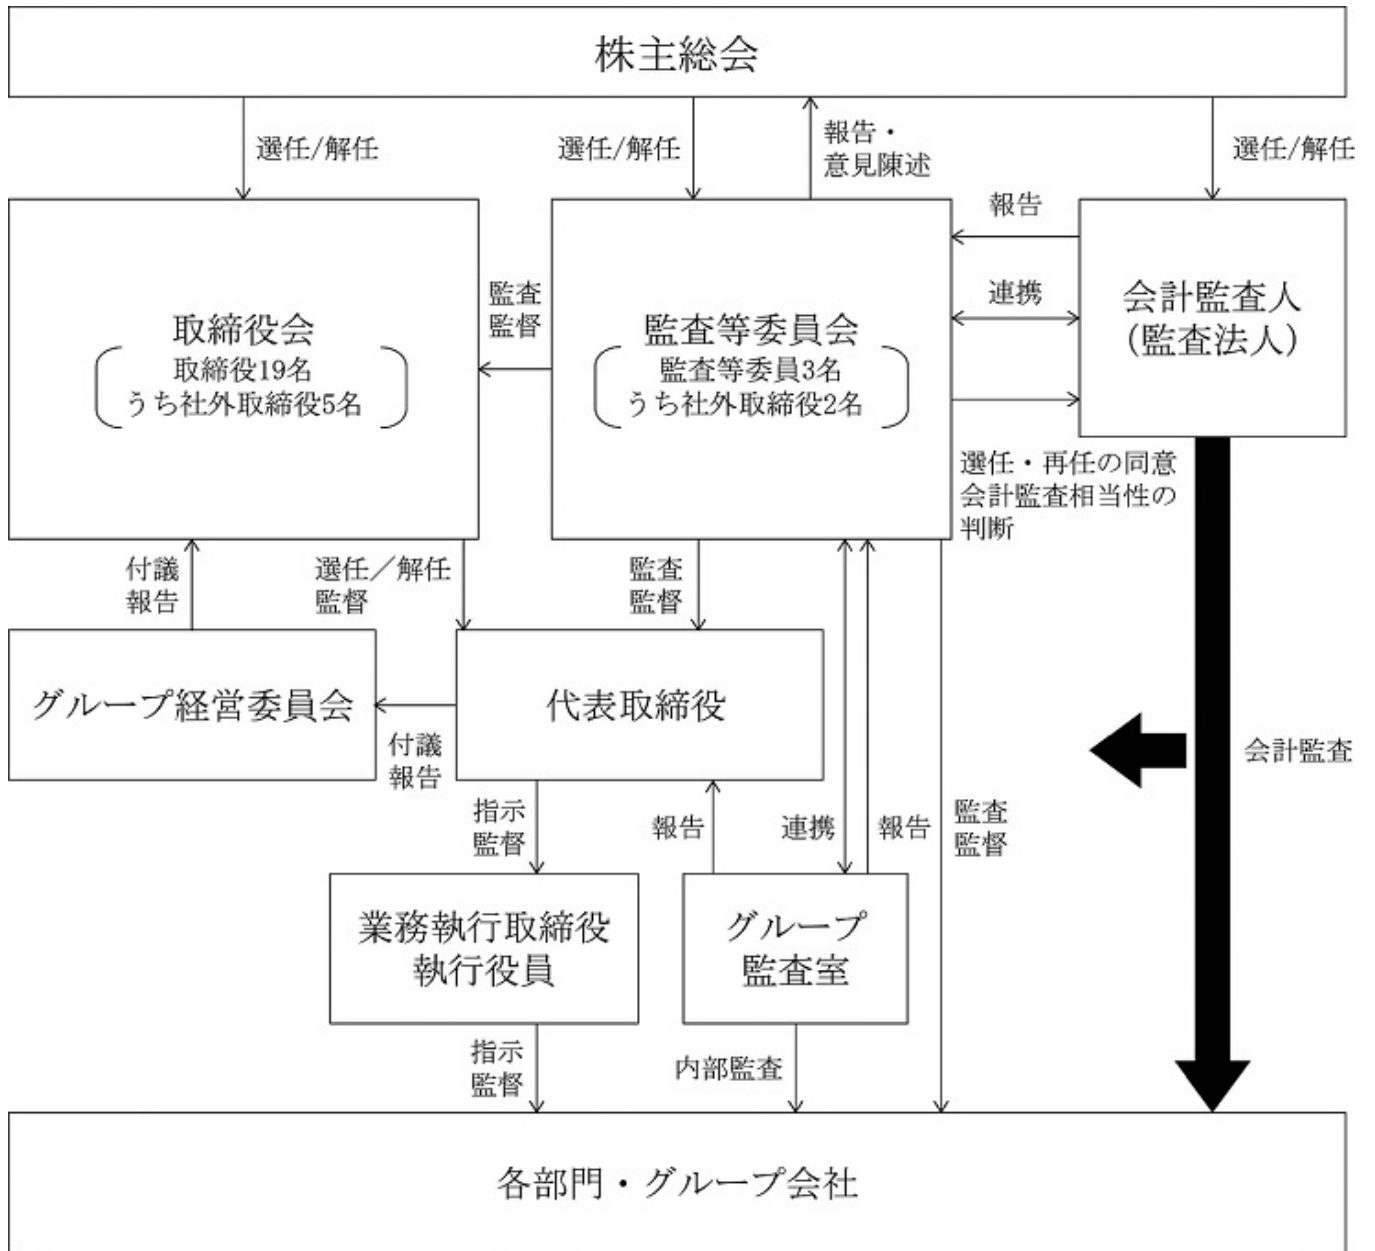 株主総会
選任/解任
選任/解任
報告・
意見陳述
選任/解任
取締役会
取締役19名
うち社外取締役5名
監査
監督
監査等委員会
監査等委員3名
うち社外取締役2名
報告
連携
会計監査人
(監査法人)
選任・再任の同意
会計監査相当性の
判断
付議
報告
選任／解任
監督
監査
監督
グループ経営委員会
付議
報告
代表取締役
会計監査
指示
監督
報告
連携
報告
監査
監督
業務執行取締役
執行役員
グループ
監査室
指示
監督
内部監査
各部門・グループ会社